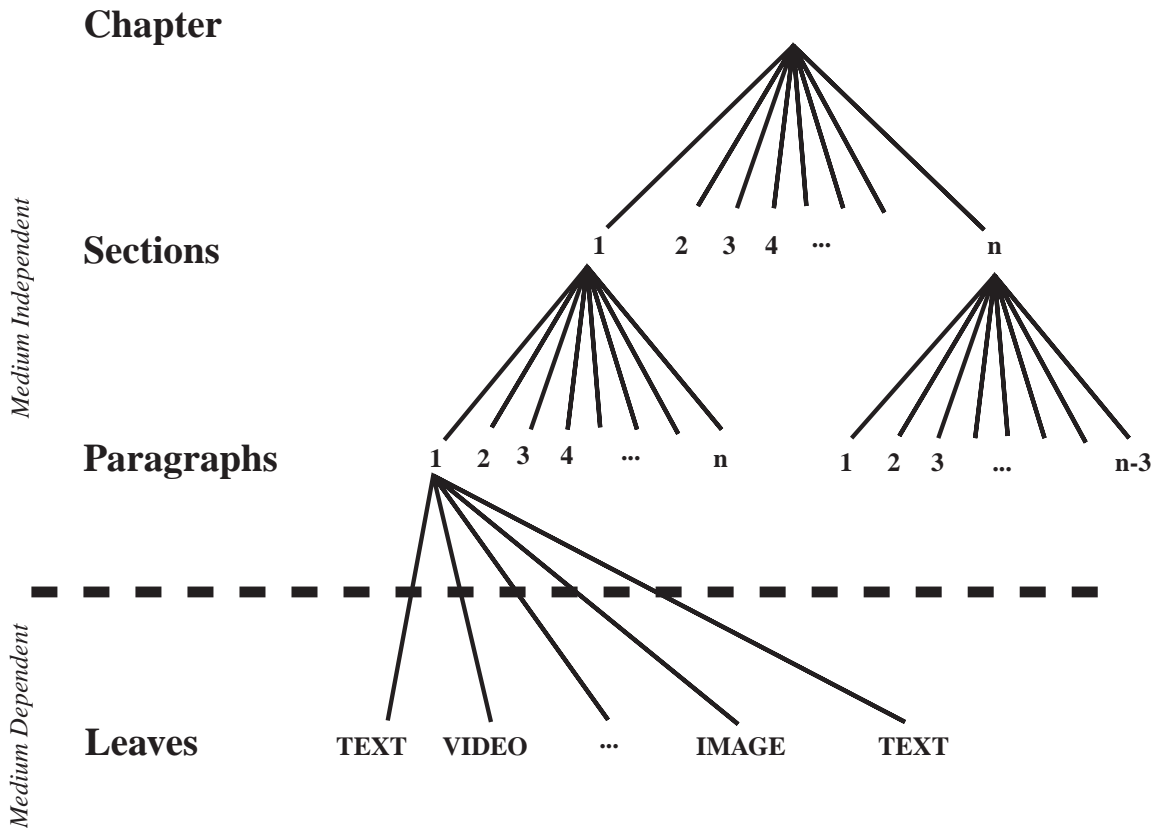 Chapter
Medium Independent
Sections
1 2 3 4 ... n
Paragraphs
1 2 3 4 ... n 1 2 3 ... n-3
Medium Dependent
Leaves
TEXT VIDEO ... IMAGE TEXT